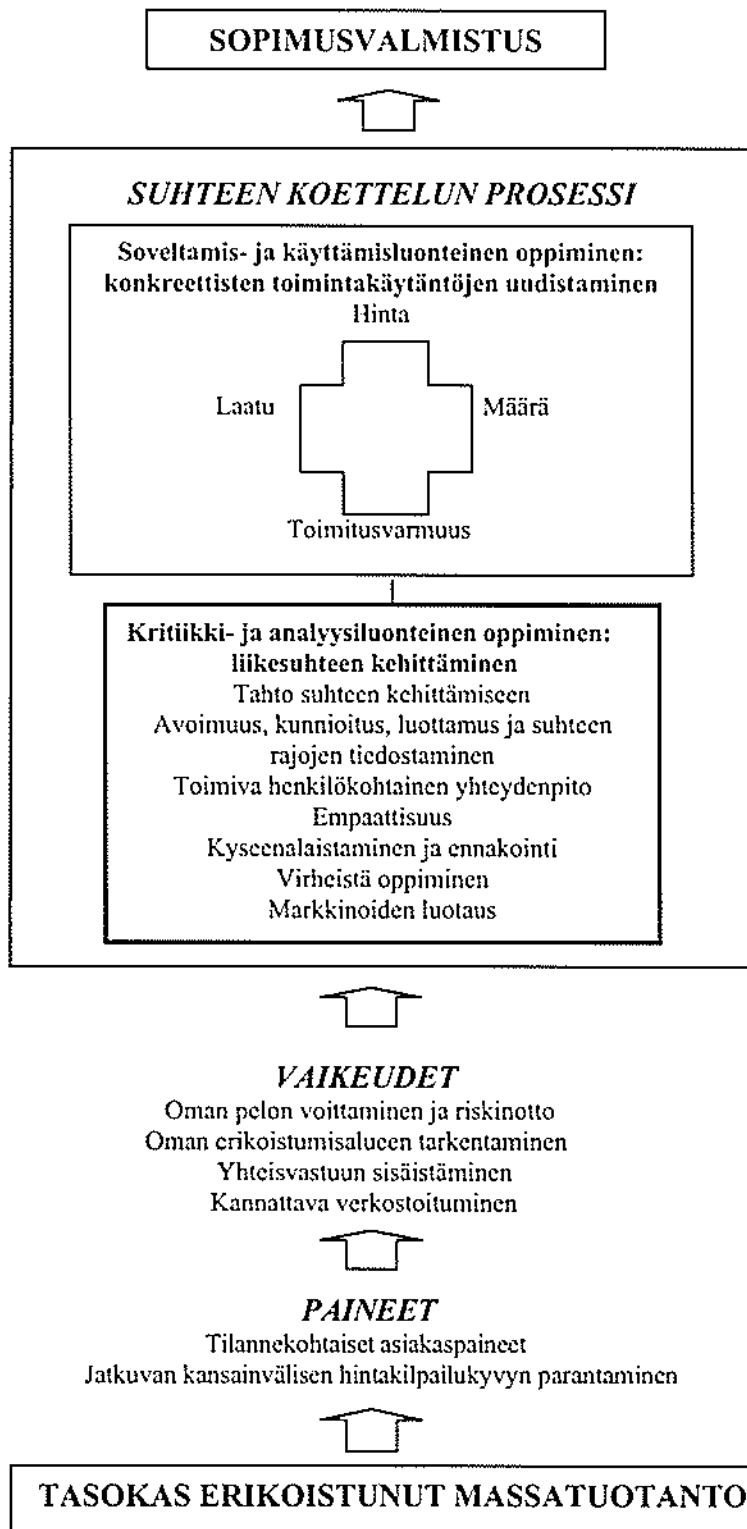 SOPIMUSVALMISTUS
SUHTEEN KOETTELUN PROSESSI
Soveltamis- ja käyttämisluonteinen oppiminen:
konkreettisten toimintakäytäntöjen uudistaminen
Hinta
Laatu
Määrä
Toimitusvarmuus
Kritiikki- ja analyysiluonteinen oppiminen:
liikesuhteen kehittäminen
Tahto suhteen kehittämiseen
Avoimuus, kunnioitus, luottamus ja suhteen
rajojen tiedostaminen
Toimiva henkilökohtainen yhteydenpito
Empaattisuus
Kyseenalaistaminen ja ennakointi
Virheistä oppiminen
Markkinoiden luotaus
VAIKEUDET
Oman pelon voittaminen ja riskinotto
Oman erikoistumisalueen tarkentaminen
Yhteisvastuun sisäistäminen
Kannattava verkostoituminen
PAINEET
Tilannekohtaiset asiakaspaineet
Jatkuvan kansainvälisen hintakilpailukyvyn parantaminen
TASOKAS ERIKOISTUNUT MASSATUOTANTO